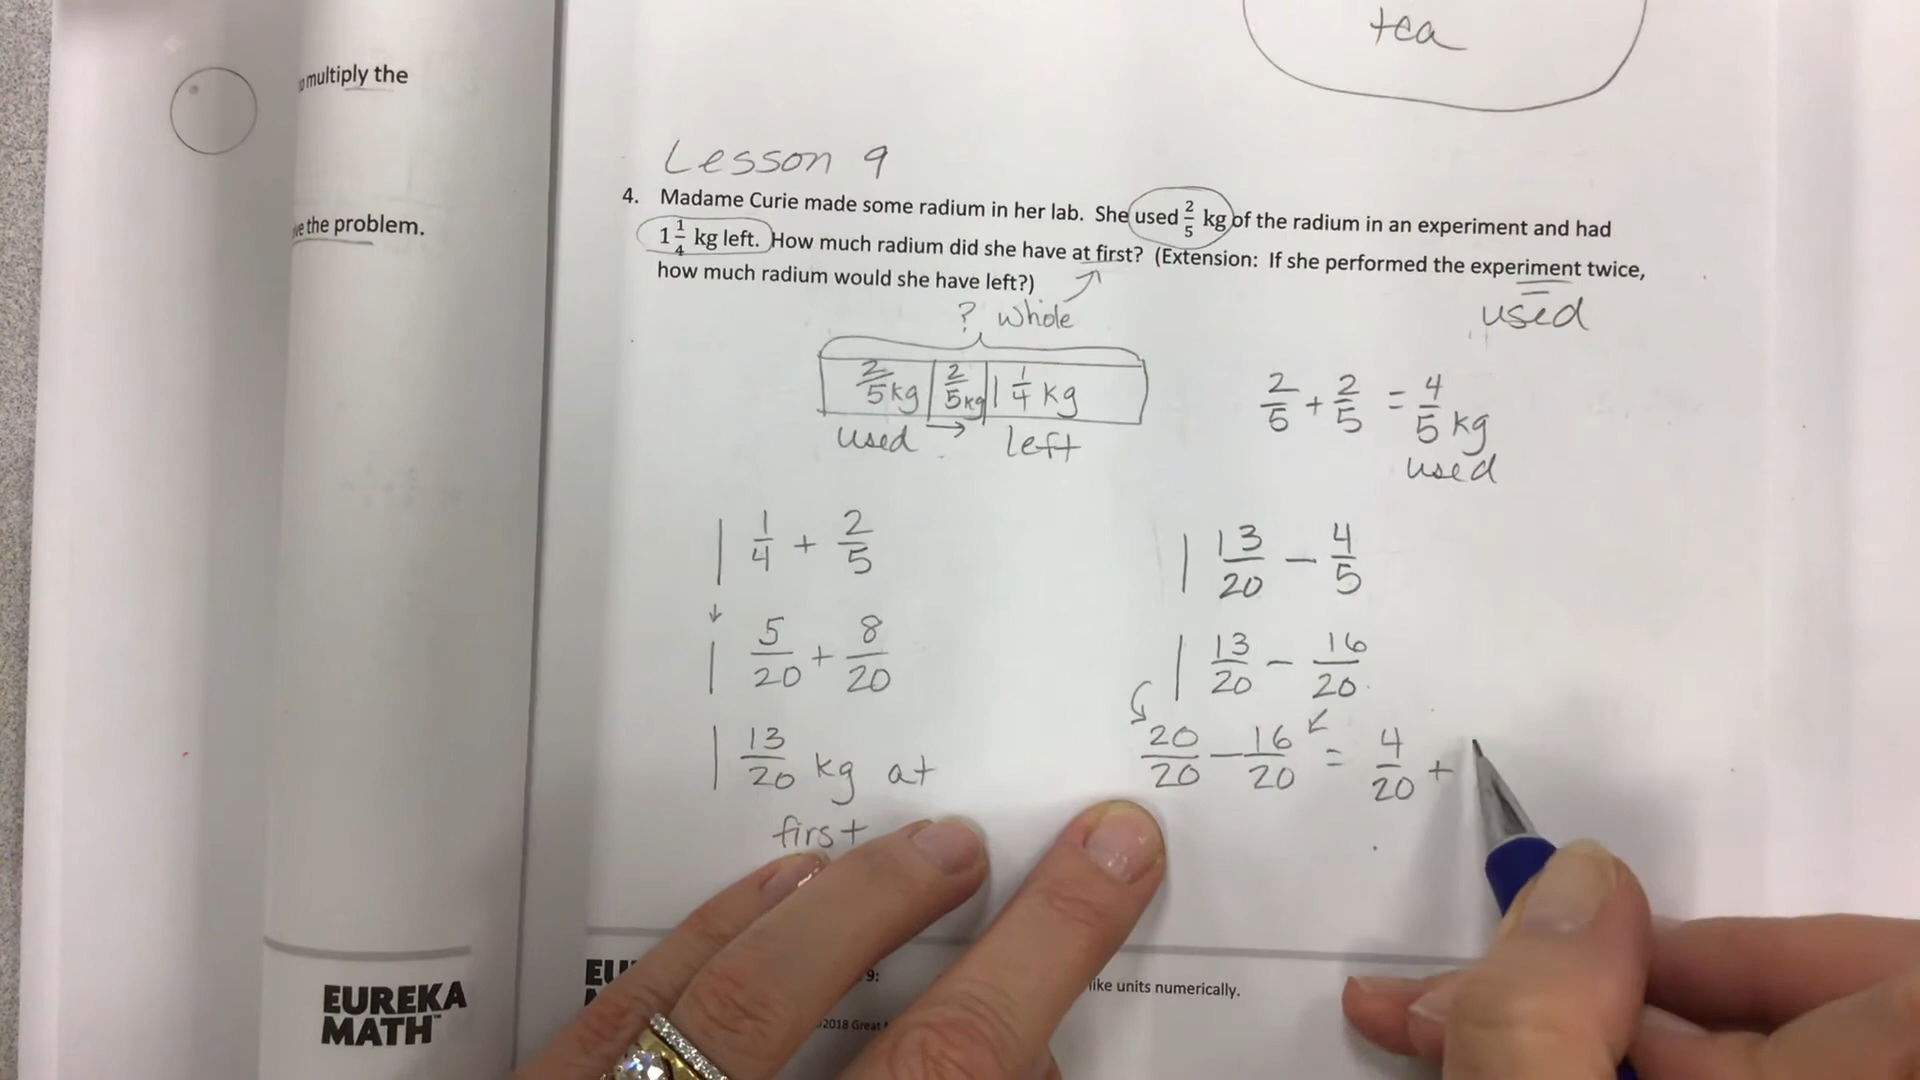 tea
multiply the
the problem.
Lesson 9
4. Madame Curie made some radium in her lab. She used 2/5 kg of the radium in an experiment and had
1 1/4 kg left. How much radium did she have at first? (Extension: If she performed the experiment twice,
how much radium would she have left?)
used
? whole
2/5 kg 2/5 kg 1 1/4 kg
used → left
2/5 + 2/5 = 4/5 kg
used
1 1/4 + 2/5
1 5/20 + 8/20
1 13/20 kg at
first
1 13/20 - 4/5
1 13/20 - 16/20
20/20 - 16/20 = 4/20 +
EUREKA
MATH™
9:
like units numerically.
2018 Great